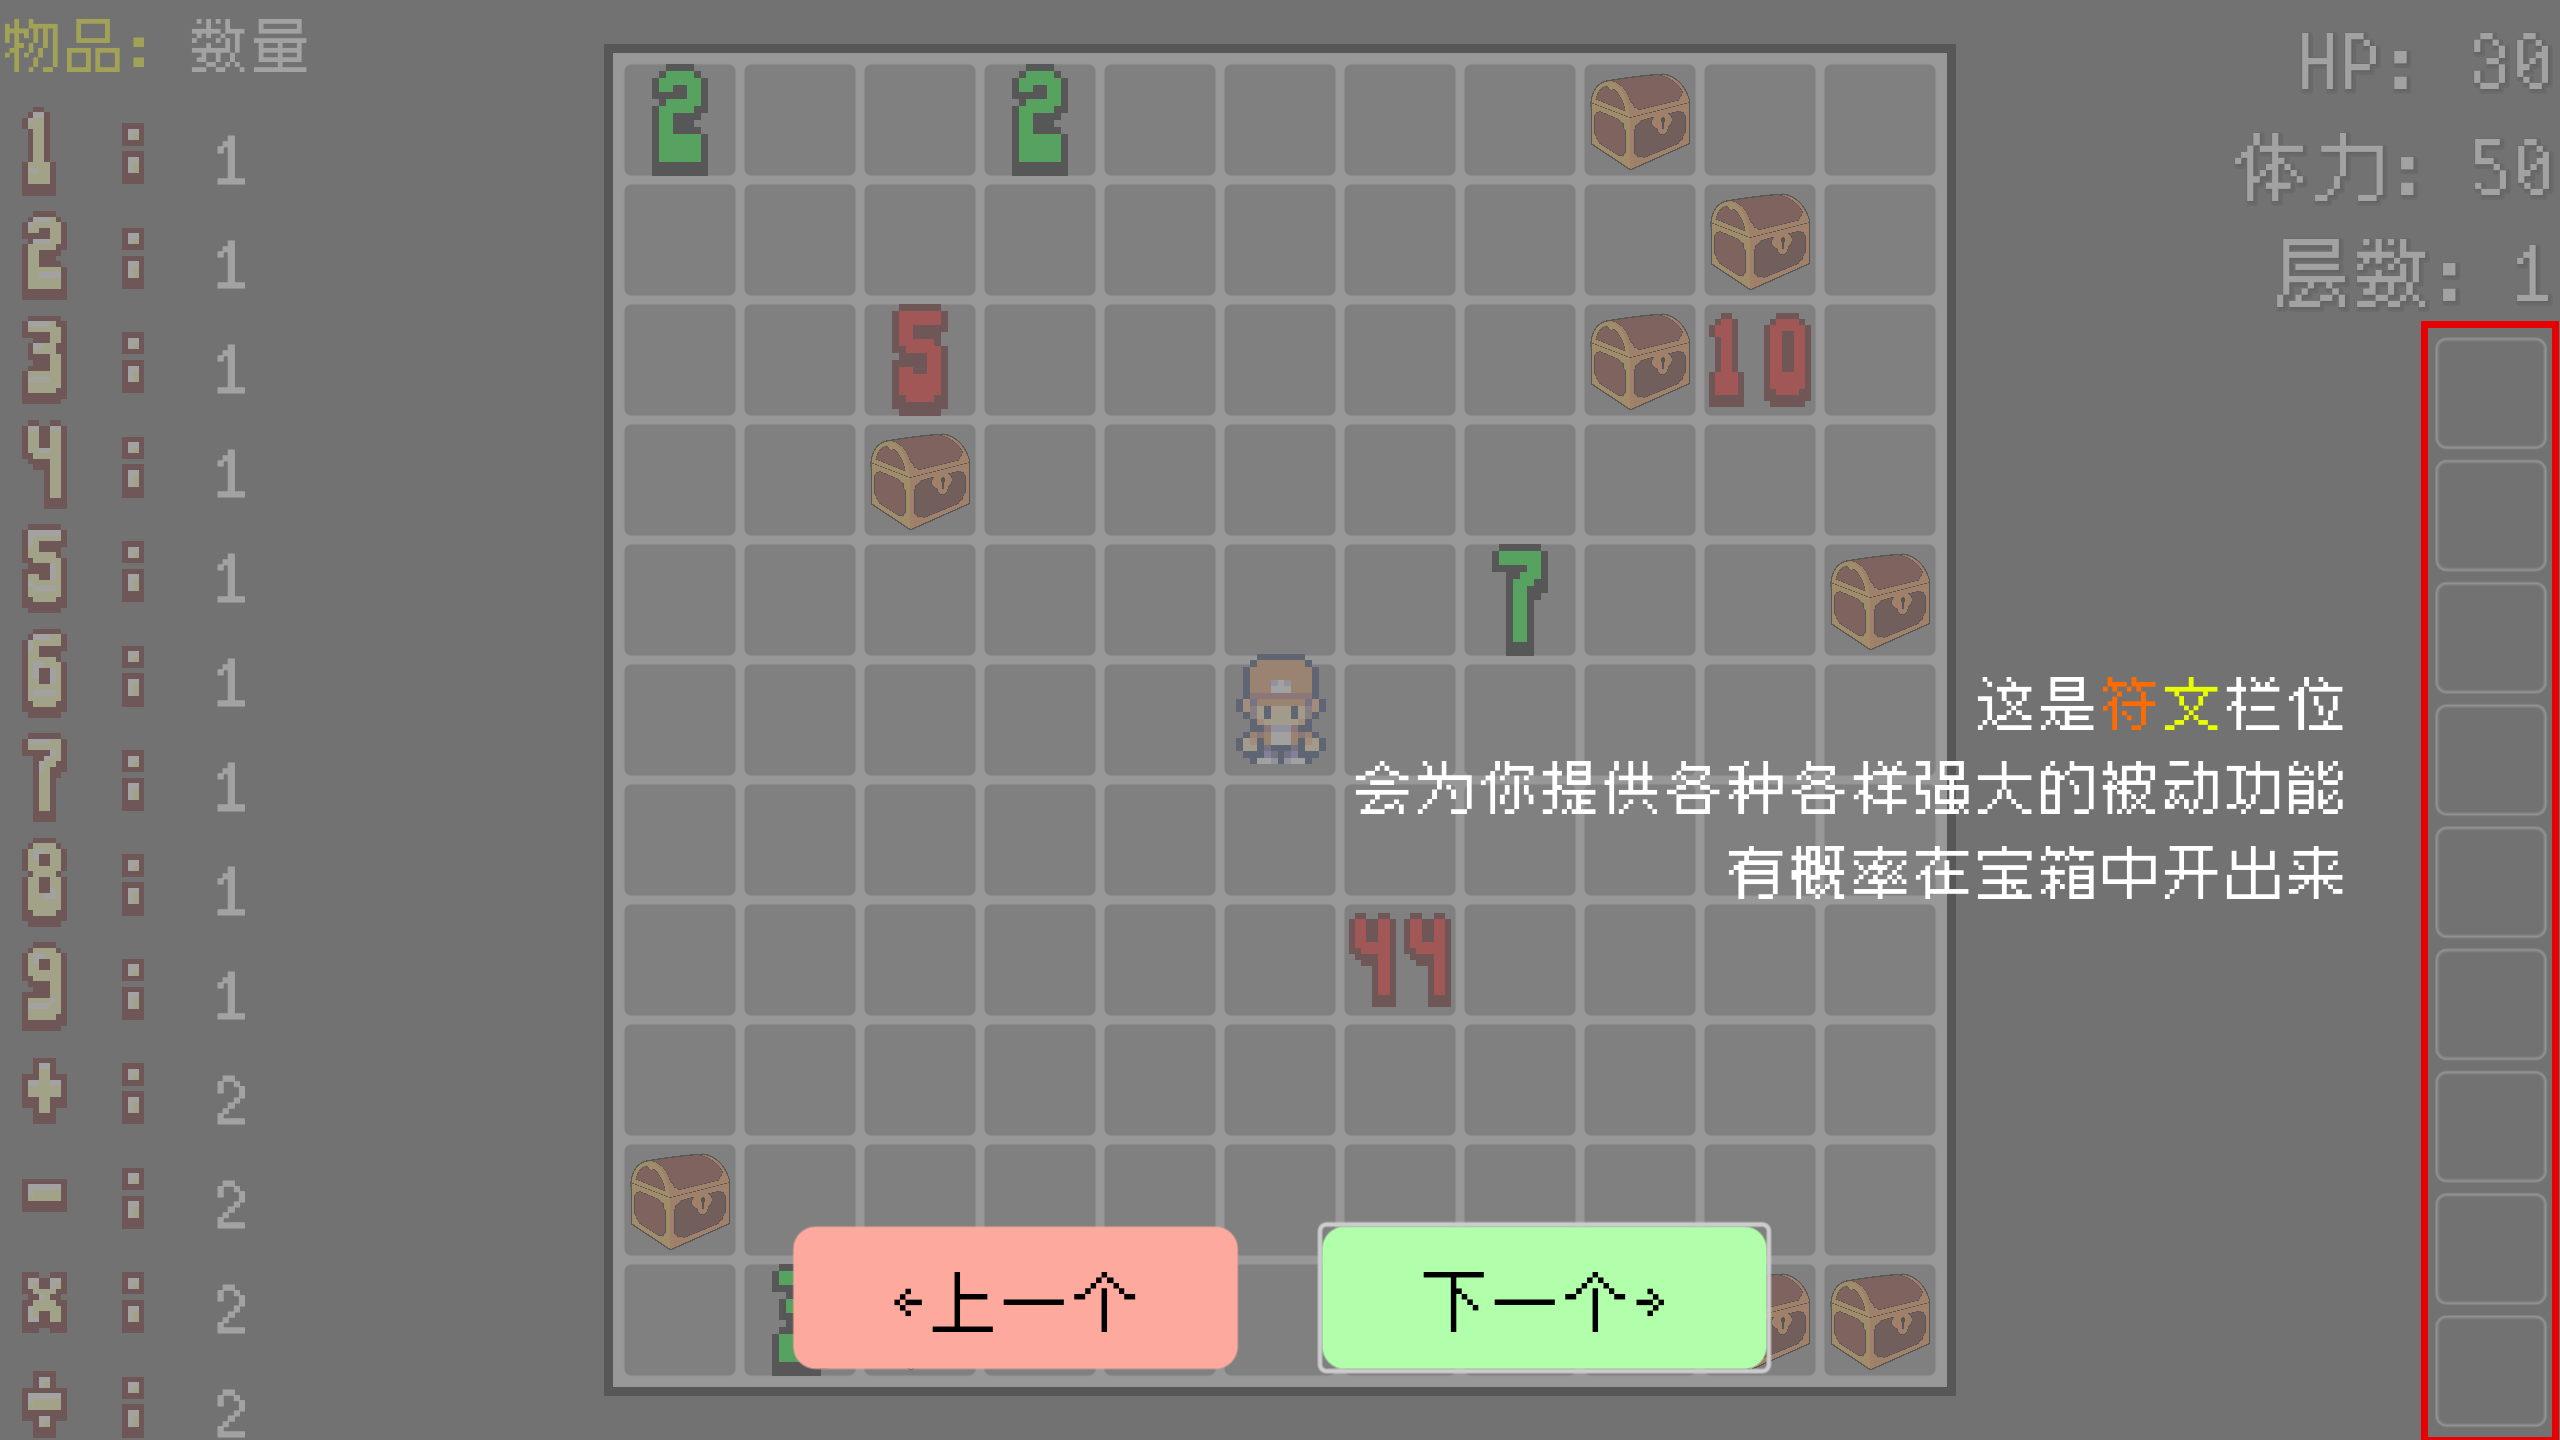 物品: 数量
1 : 1
2 : 1
3 : 1
4 : 1
5 : 1
6 : 1
7 : 1
8 : 1
9 : 1
+ : 2
- : 2
x : 2
÷ : 2
2 2
5 10
7
44
HP: 30
体力: 50
层数: 1
这是符文栏位
会为你提供各种各样强大的被动功能
有概率在宝箱中开出来
←上一个
下一个→